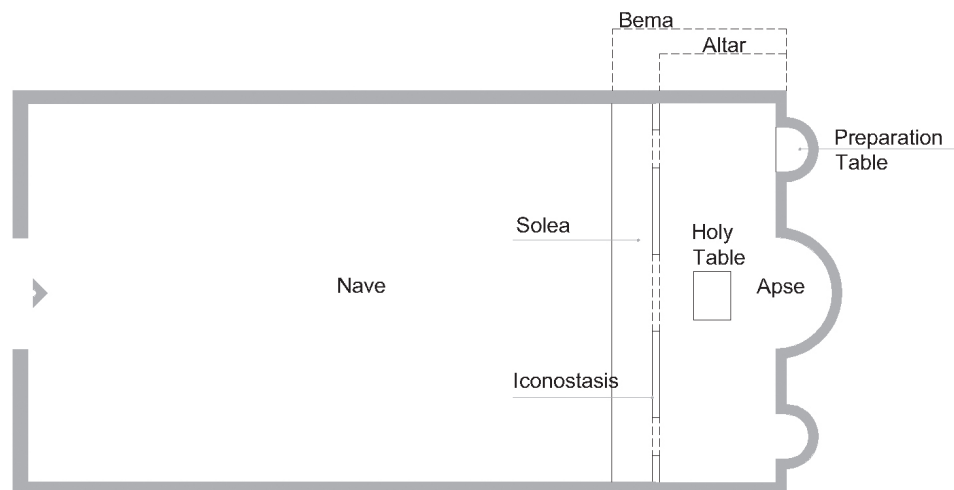 Bema
Altar
Preparation
Table
Solea
Holy
Table
Nave
Apse
Iconostasis